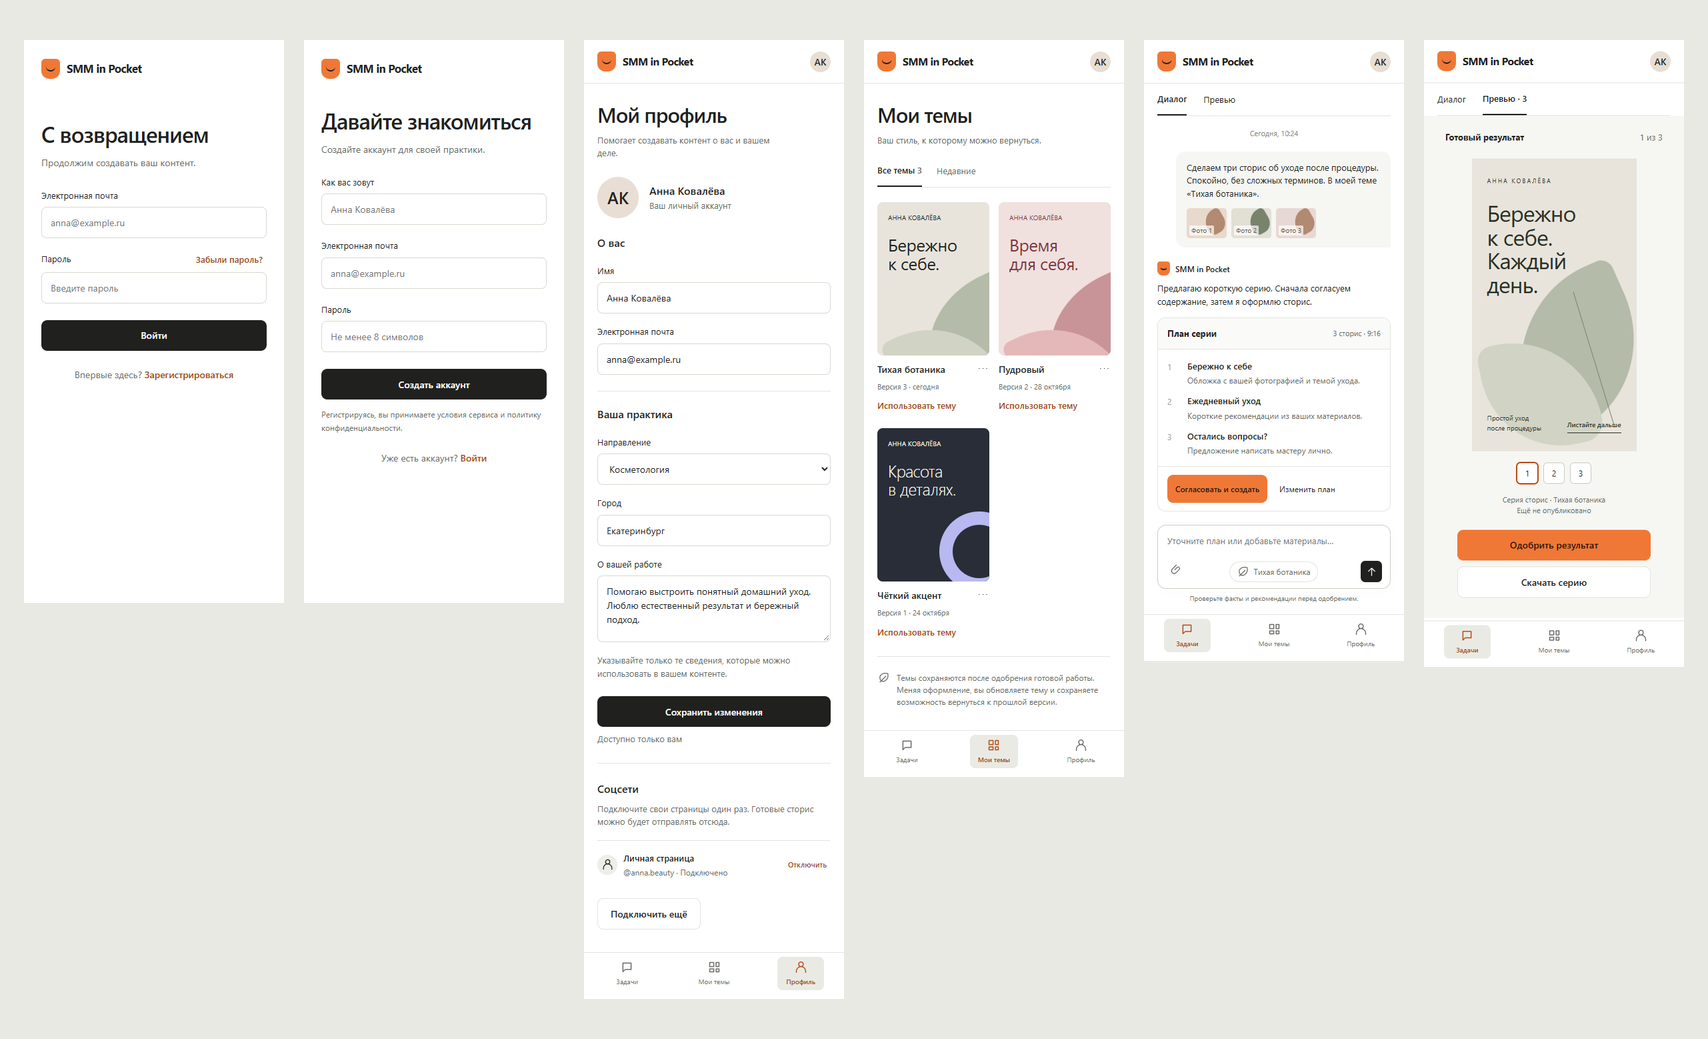 SMM in Pocket
С возвращением
Продолжим создавать ваш контент.
Электронная почта
anna@example.ru
Пароль
Забыли пароль?
Введите пароль
Войти
Впервые здесь? Зарегистрироваться
SMM in Pocket
Давайте знакомиться
Создайте аккаунт для своей практики.
Как вас зовут
Анна Ковалёва
Электронная почта
anna@example.ru
Пароль
Не менее 8 символов
Создать аккаунт
Регистрируясь, вы принимаете условия сервиса и политику
конфиденциальности.
Уже есть аккаунт? Войти
SMM in Pocket
АК
Мой профиль
Помогает создавать контент о вас и вашем
деле.
АК
Анна Ковалёва
Ваш личный аккаунт
О вас
Имя
Анна Ковалёва
Электронная почта
anna@example.ru
Ваша практика
Направление
Косметология
Город
Екатеринбург
О вашей работе
Помогаю выстроить понятный домашний уход.
Люблю естественный результат и бережный
подход.
Указывайте только те сведения, которые можно
использовать в вашем контенте.
Сохранить изменения
Доступно только вам
Соцсети
Подключите свои страницы один раз. Готовые сторис
можно будет отправлять отсюда.
Личная страница
@anna.beauty · Подключено
Отключить
Подключить ещё
Задачи
Мои темы
Профиль
SMM in Pocket
АК
Мои темы
Ваш стиль, к которому можно вернуться.
Все темы 3
Недавние
АННА КОВАЛЁВА
Бережно
к себе.
Тихая ботаника
...
Версия 3 · сегодня
Использовать тему
АННА КОВАЛЁВА
Время
для себя.
Пудровый
...
Версия 2 · 28 октября
Использовать тему
АННА КОВАЛЁВА
Красота
в деталях.
Чёткий акцент
...
Версия 1 · 24 октября
Использовать тему
Темы сохраняются после одобрения готовой работы.
Меняя оформление, вы обновляете тему и сохраняете
возможность вернуться к прошлой версии.
Задачи
Мои темы
Профиль
SMM in Pocket
АК
Диалог
Превью
Сегодня, 10:24
Сделаем три сторис об уходе после процедуры.
Спокойно, без сложных терминов. В моей теме
«Тихая ботаника».
Фото 1
Фото 2
Фото 3
SMM in Pocket
Предлагаю короткую серию. Сначала согласуем
содержание, затем я оформлю сторис.
План серии
3 сторис · 9:16
1
Бережно к себе
Обложка с вашей фотографией и темой ухода.
2
Ежедневный уход
Короткие рекомендации из ваших материалов.
3
Остались вопросы?
Предложение написать мастеру лично.
Согласовать и создать
Изменить план
Уточните план или добавьте материалы...
Тихая ботаника
Проверьте факты и рекомендации перед одобрением.
Задачи
Мои темы
Профиль
SMM in Pocket
АК
Диалог
Превью · 3
Готовый результат
1 из 3
АННА КОВАЛЁВА
Бережно
к себе.
Каждый
день.
Простой уход
после процедуры
Листайте дальше
1
2
3
Серия сторис · Тихая ботаника
Ещё не опубликовано
Одобрить результат
Скачать серию
Задачи
Мои темы
Профиль